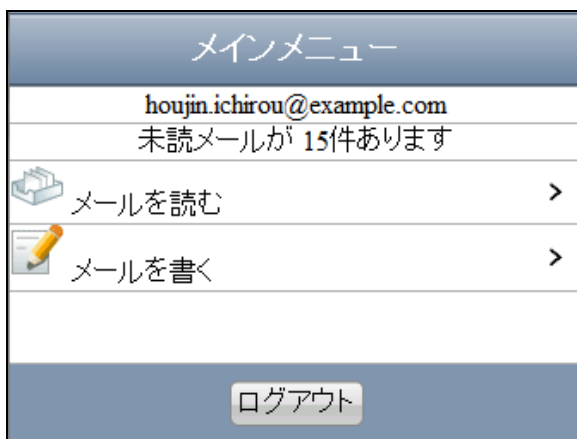 メインメニュー
houjin.ichirou@example.com
未読メールが 15件あります
メールを読む
メールを書く
ログアウト